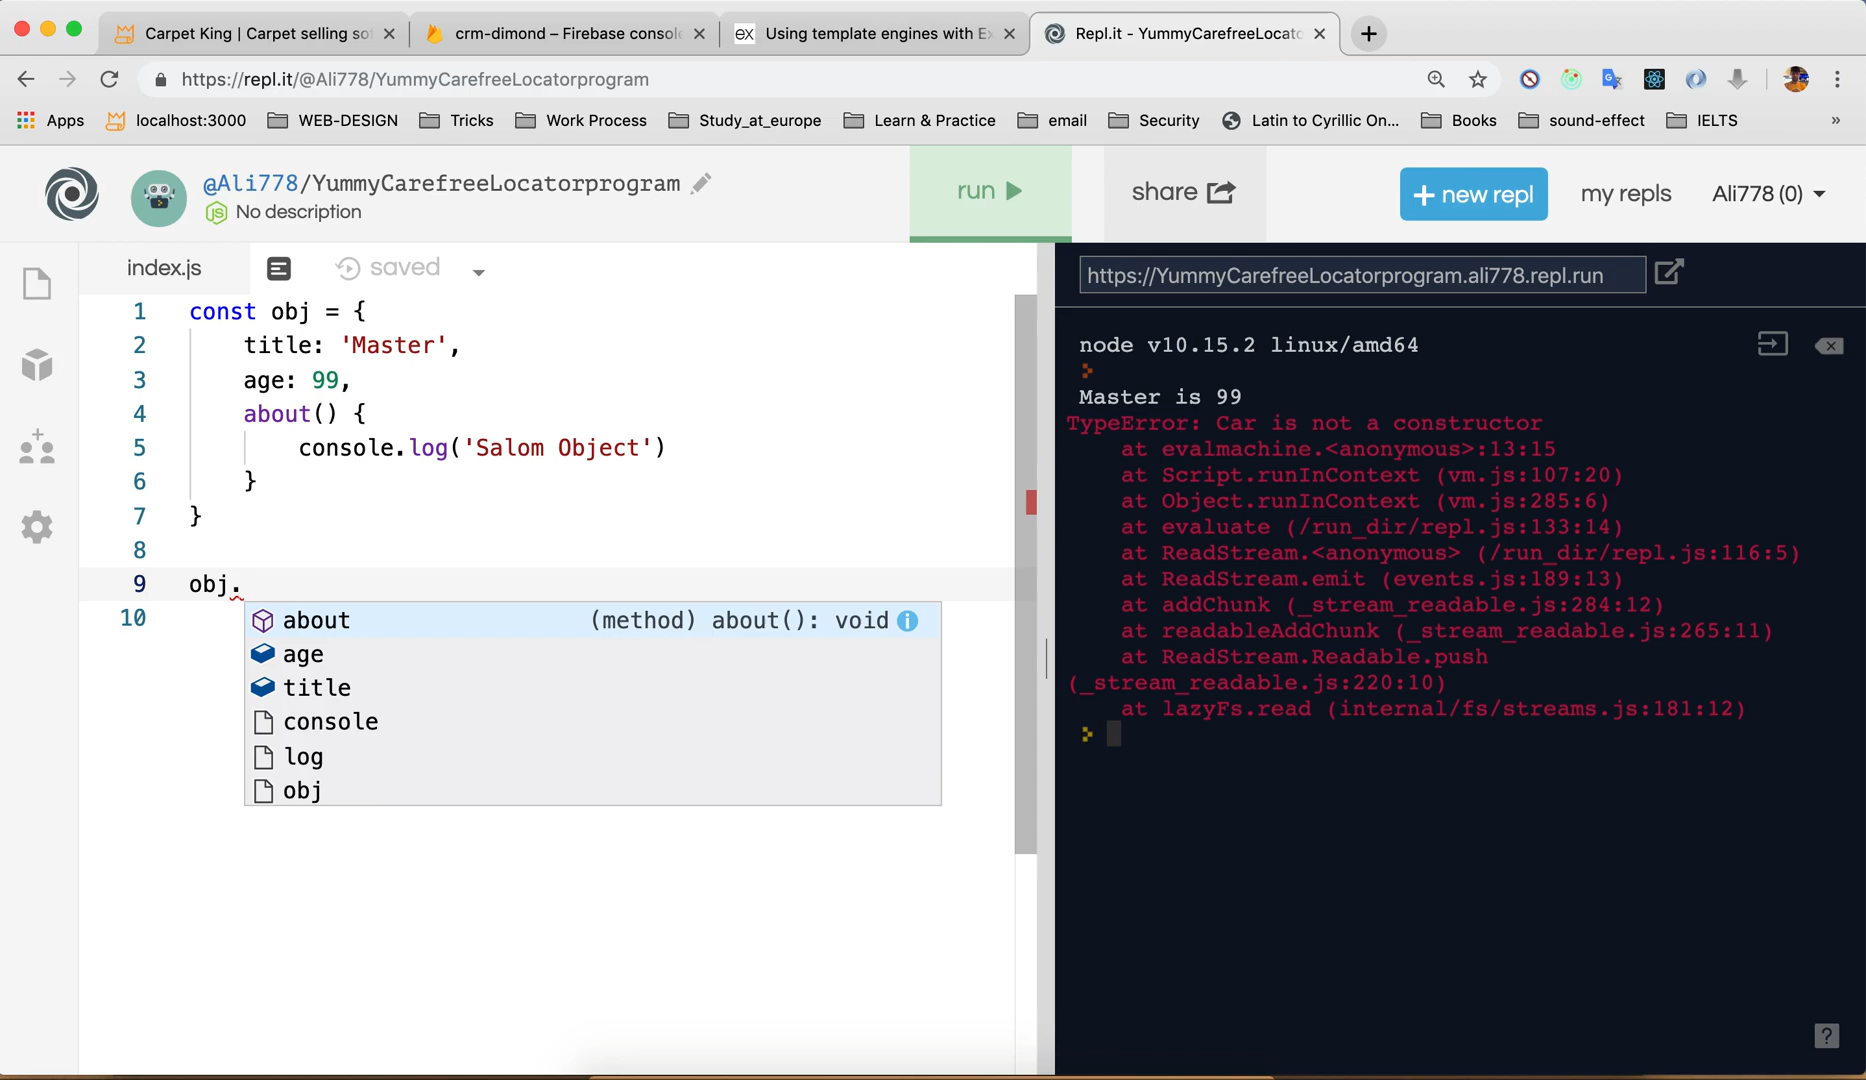 Carpet King | Carpet selling so
crm-dimond – Firebase consol
ex Using template engines with E
Repl.it - YummyCarefreeLocato
https://repl.it/@Ali778/YummyCarefreeLocatorprogram
Apps localhost:3000 WEB-DESIGN Tricks Work Process Study_at_europe Learn & Practice email Security Latin to Cyrillic On... Books sound-effect IELTS »
@Ali778/YummyCarefreeLocatorprogram
No description
run
share
+ new repl
my repls
Ali778 (0)
index.js
saved
1 const obj = {
2 title: 'Master',
3 age: 99,
4 about() {
5 console.log('Salom Object')
6 }
7 }
8
9 obj.
10
about (method) about(): void
age
title
console
log
obj
https://YummyCarefreeLocatorprogram.ali778.repl.run
node v10.15.2 linux/amd64
Master is 99
TypeError: Car is not a constructor
at evalmachine.<anonymous>:13:15
at Script.runInContext (vm.js:107:20)
at Object.runInContext (vm.js:285:6)
at evaluate (/run_dir/repl.js:133:14)
at ReadStream.<anonymous> (/run_dir/repl.js:116:5)
at ReadStream.emit (events.js:189:13)
at addChunk (_stream_readable.js:284:12)
at readableAddChunk (_stream_readable.js:265:11)
at ReadStream.Readable.push
(_stream_readable.js:220:10)
at lazyFs.read (internal/fs/streams.js:181:12)
?